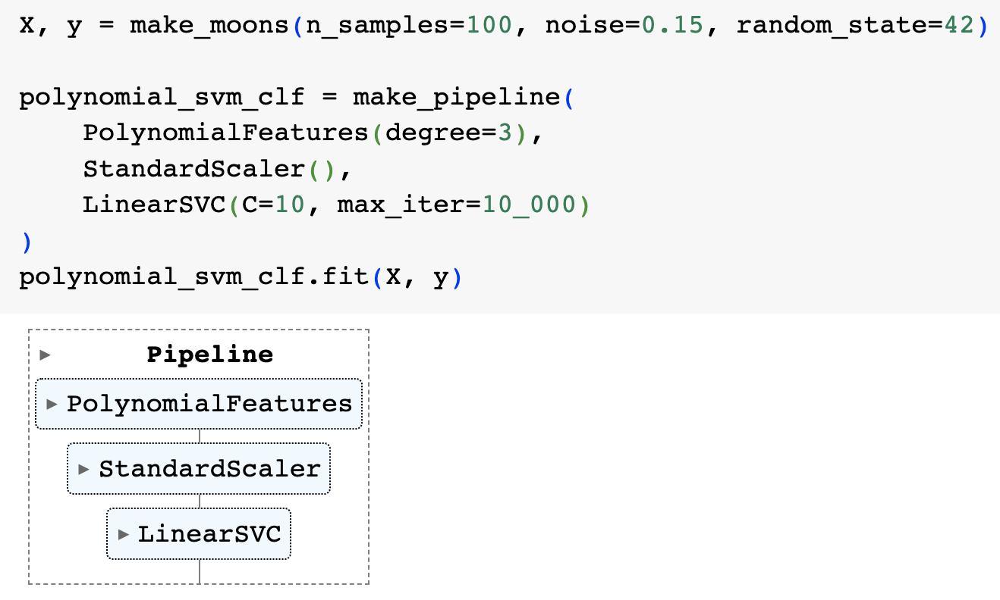 X, y = make_moons(n_samples=100, noise=0.15, random_state=42)
polynomial_svm_clf = make_pipeline(
    PolynomialFeatures(degree=3),
    StandardScaler(),
    LinearSVC(C=10, max_iter=10_000)
)
polynomial_svm_clf.fit(X, y)
▸ Pipeline
▸ PolynomialFeatures
▸ StandardScaler
▸ LinearSVC